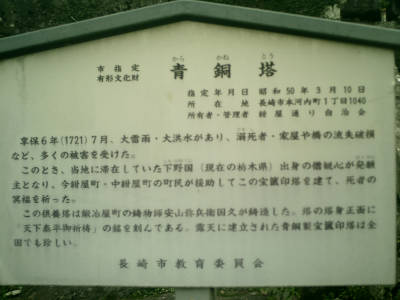 市指定
有形文化財
から かね とう
青銅塔
指定年月日 昭和50年3月10日
所在地 長崎市本河内町1丁目1040
所有者・管理者 紺屋通り自治会
享保6年(1721)7月、大雷雨・大洪水があり、溺死者・家屋や橋の流失破損
など、多くの被害を受けた。
このとき、当地に滞在していた下野国(現在の栃木県)出身の僧観心が発願
主となり、今紺屋町・中紺屋町の町民が援助してこの宝篋印塔を建て、死者の
冥福を祈った。
この供養塔は鍛冶屋町の鋳物師安山弥兵衛国久が鋳造した。塔の塔身正面に
「天下泰平御祈祷」の銘を刻んである。露天に建立された青銅製宝篋印塔は全
国でも珍しい。
長崎市教育委員会